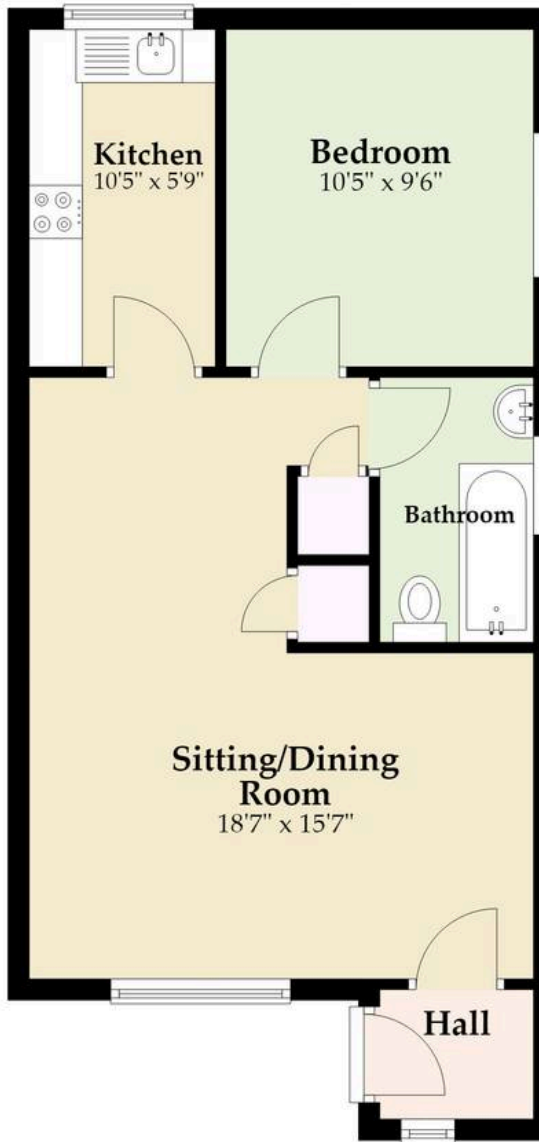 Kitchen
10'5" x 5'9"
Bedroom
10'5" x 9'6"
Bathroom
Sitting/Dining
Room
18'7" x 15'7"
Hall